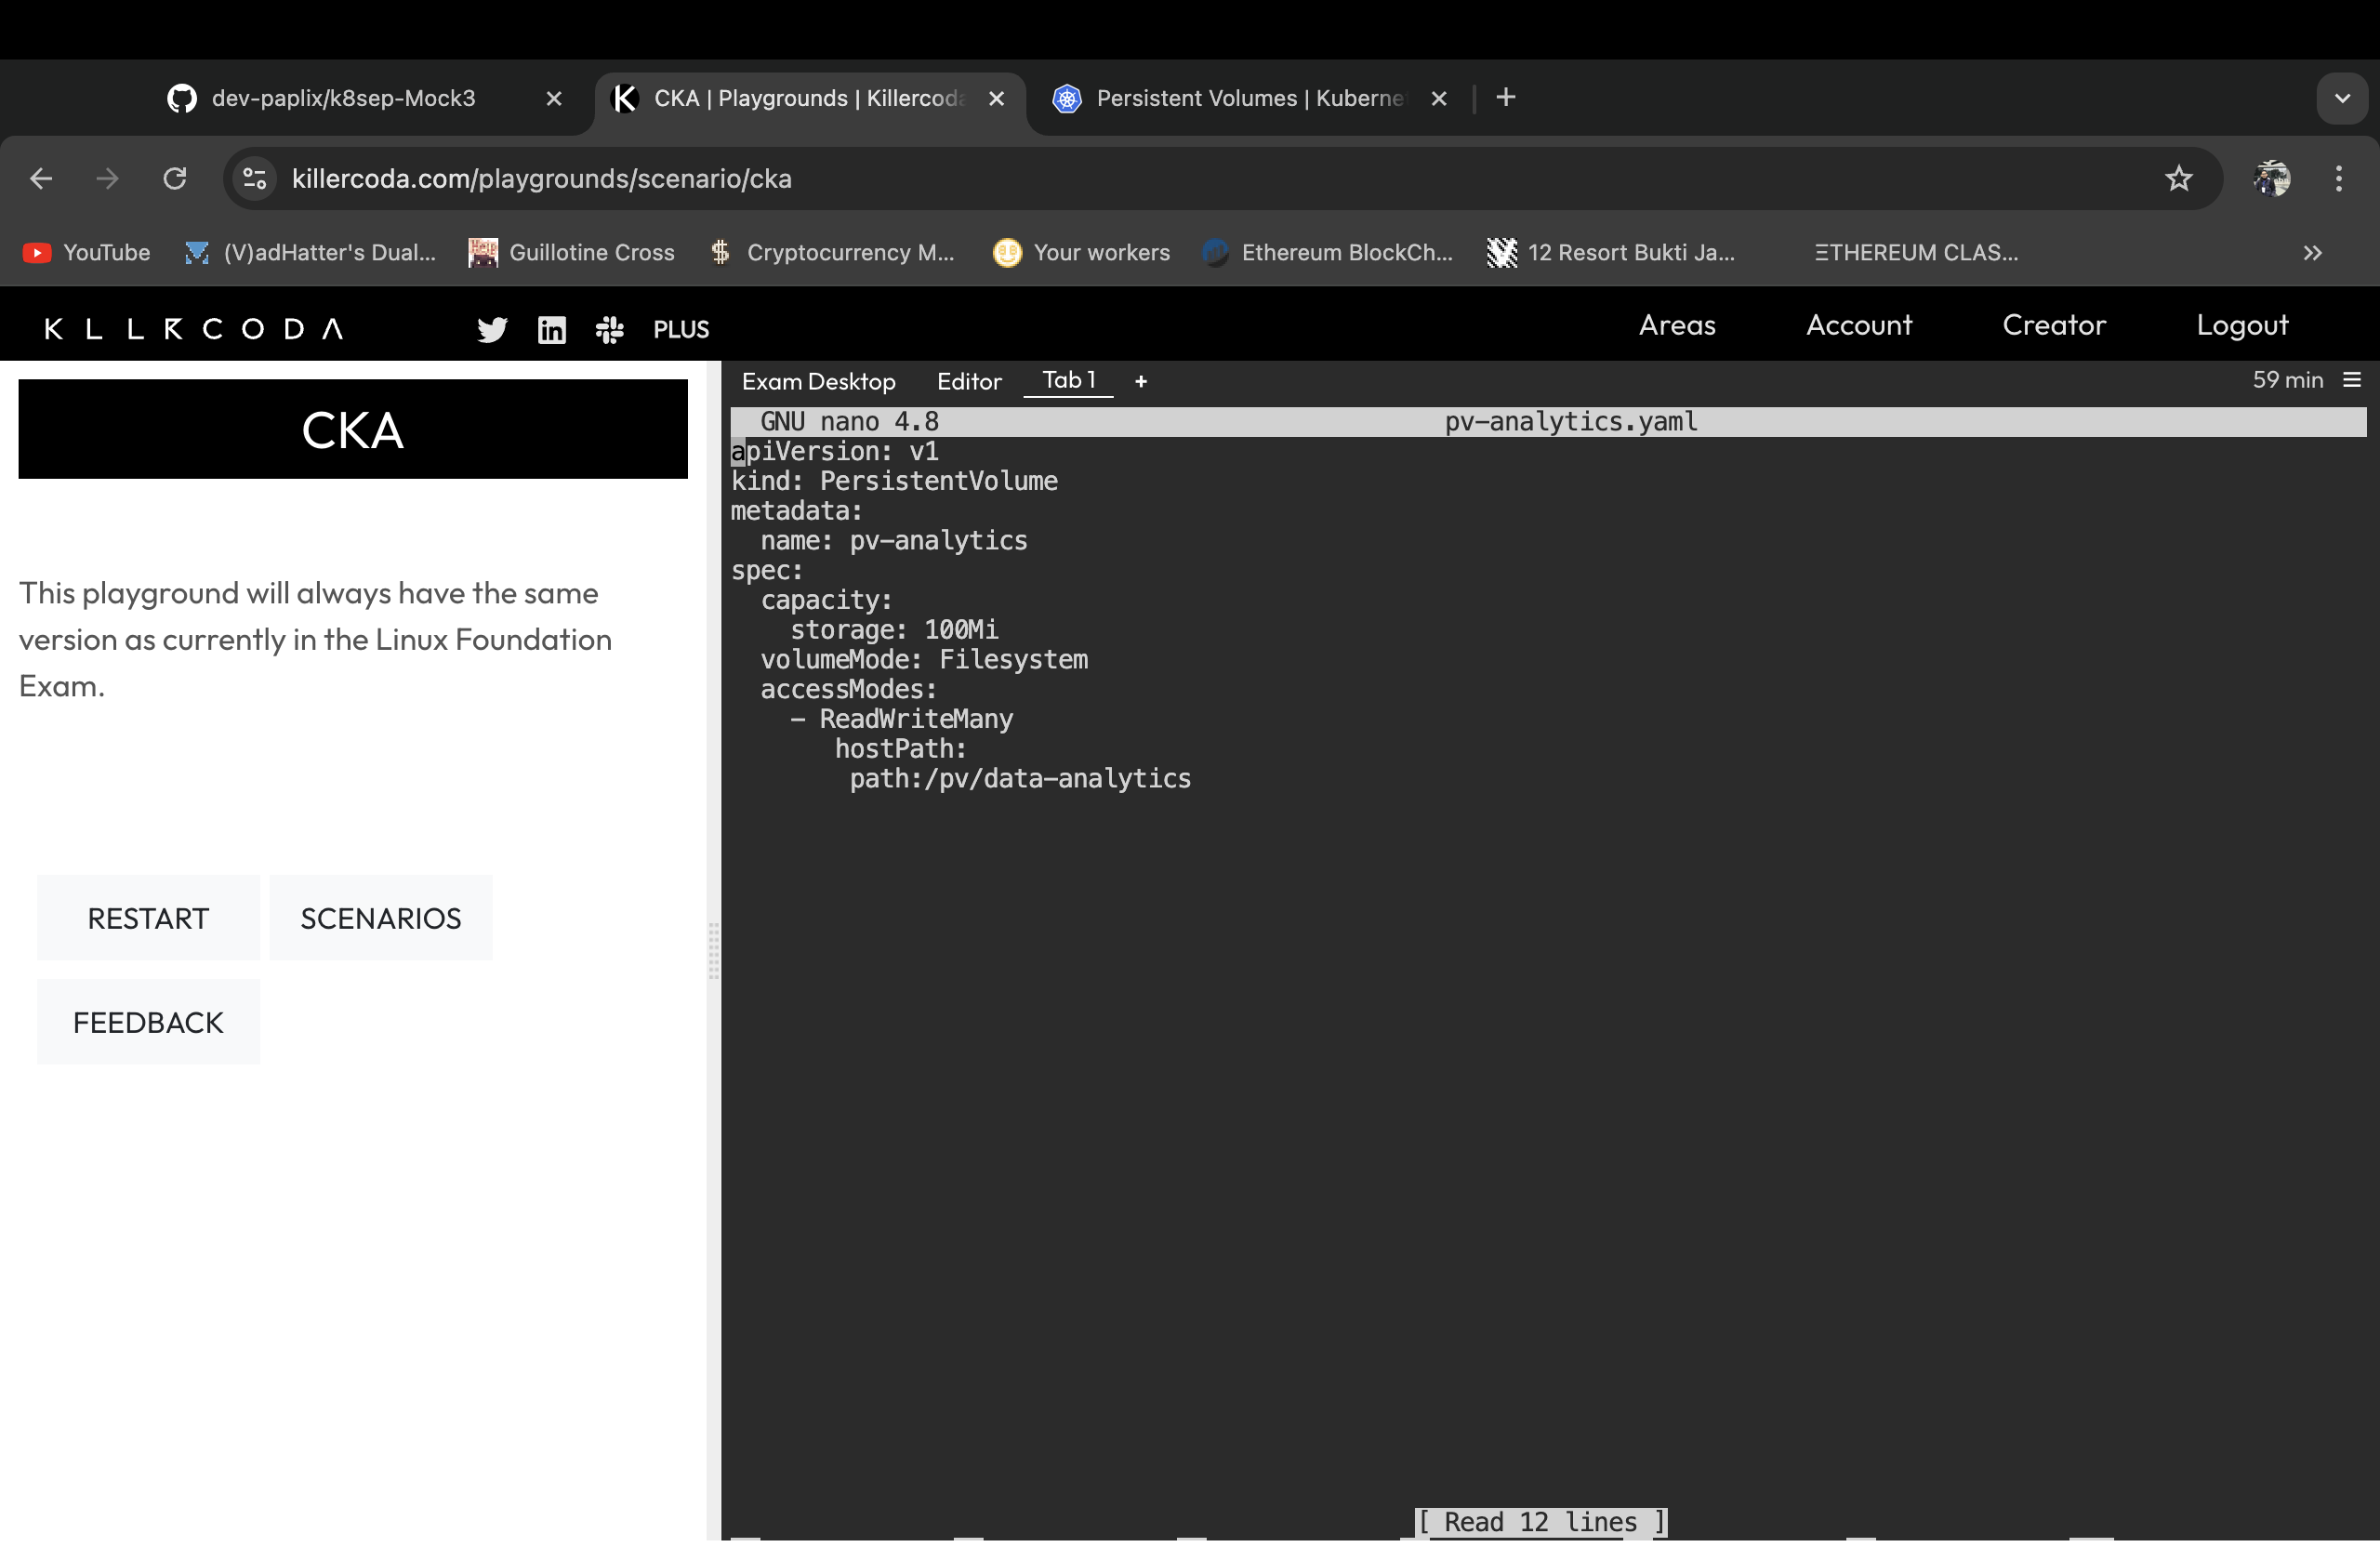 dev-paplix/k8sep-Mock3
CKA | Playgrounds | Killercoda
Persistent Volumes | Kuberne
killercoda.com/playgrounds/scenario/cka
YouTube
(V)adHatter's Dual...
Guillotine Cross
Cryptocurrency M...
Your workers
Ethereum BlockCh...
12 Resort Bukti Ja...
ΞTHEREUM CLAS...
KLLRCODA
PLUS
Areas
Account
Creator
Logout
CKA
This playground will always have the same
version as currently in the Linux Foundation
Exam.
RESTART
SCENARIOS
FEEDBACK
Exam Desktop
Editor
Tab 1
+
59 min
GNU nano 4.8
pv-analytics.yaml
apiVersion: v1
kind: PersistentVolume
metadata:
  name: pv-analytics
spec:
  capacity:
    storage: 100Mi
  volumeMode: Filesystem
  accessModes:
    - ReadWriteMany
       hostPath:
        path:/pv/data-analytics
[ Read 12 lines ]